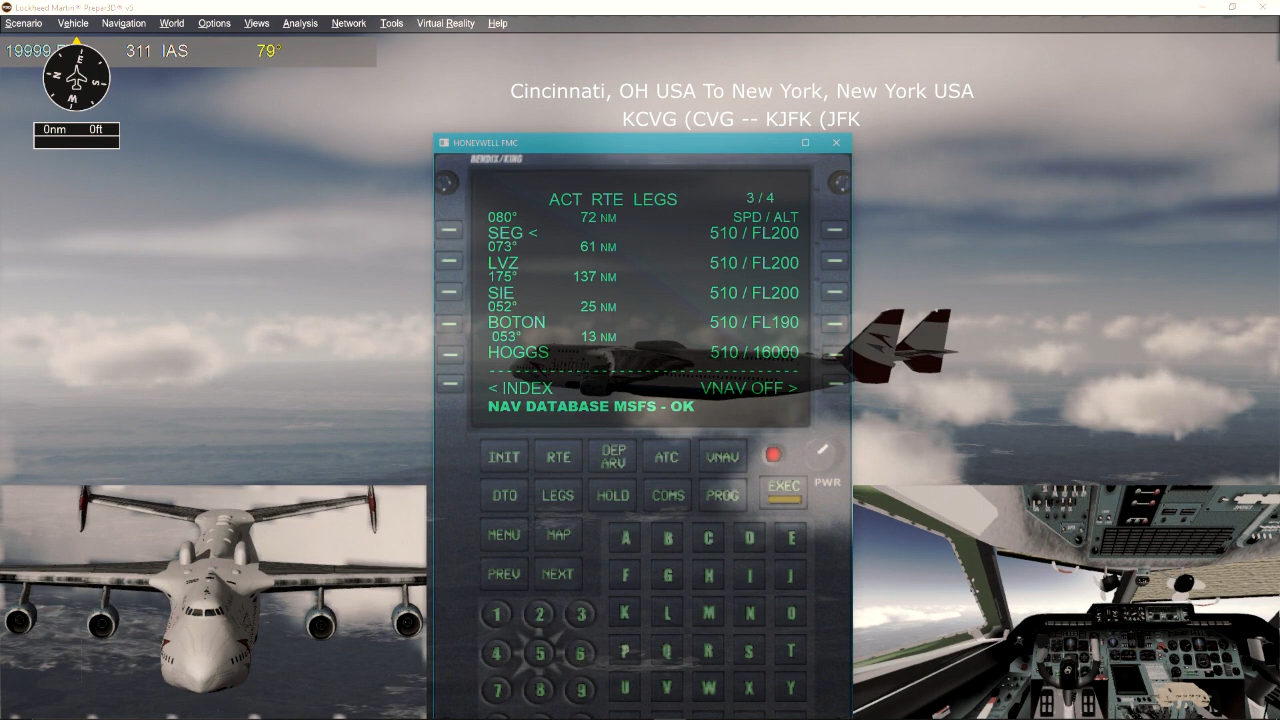 Lockheed Martin® Prepar3D® v5
Scenario Vehicle Navigation World Options Views Analysis Network Tools Virtual Reality Help
19999 311 IAS 79°
E
N S
W
0nm 0ft
Cincinnati, OH USA To New York, New York USA
KCVG (CVG -- KJFK (JFK
HONEYWELL FMC
BENDIX/KING
ACT RTE LEGS 3 / 4
080° 72 NM SPD / ALT
SEG < 510 / FL200
073° 61 NM
LVZ 510 / FL200
175° 137 NM
SIE 510 / FL200
052° 25 NM
BOTON 510 / FL190
053° 13 NM
HOGGS 510 / 16000
< INDEX VNAV OFF >
NAV DATABASE MSFS - OK
INIT RTE DEP ARV ATC VNAV
PWR
DTO LEGS HOLD COMS PROG EXEC
MENU MAP
A B C D E
PREV NEXT
F G H I J
1 2 3 K L M N O
4 5 6 P Q R S T
7 8 9 U V W X Y